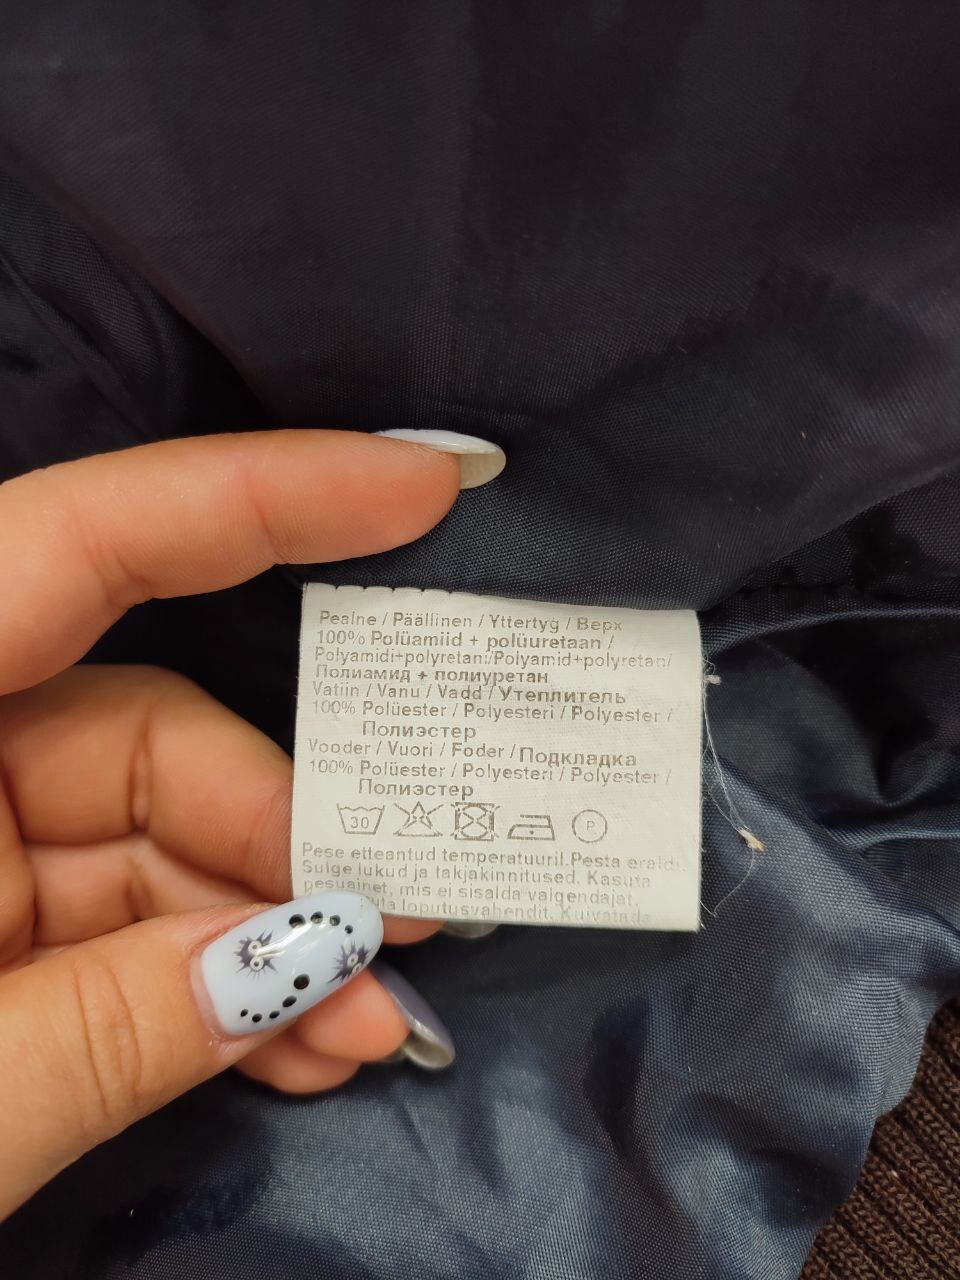 Pealne / Päällinen / Yttertyg / Верх
100% Polüamiid + polüuretaan /
Polyamidi+polyretani/Polyamid+polyretan/
Полиамид + полиуретан
Vatiin / Vanu / Vadd / Утеплитель
100% Polüester / Polyesteri / Polyester /
Полиэстер
Vooder / Vuori / Foder / Подкладка
100% Polüester / Polyesteri / Polyester /
Полиэстер
30 P
Pese etteantud temperatuuril. Pesta eraldi.
Sulge lukud ja takjakinnitused. Kasuta
pesuainet, mis ei sisalda valgendajat.
loputusvahendit. Kuivatada